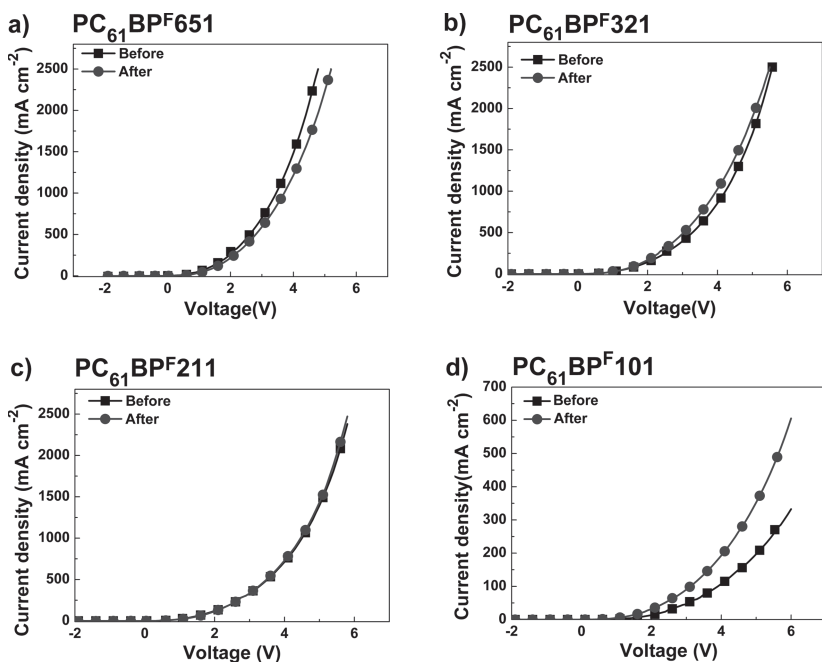 a) PC₆₁BPᶠ651
Before
After
2500
2000
1500
1000
500
0
-2 0 2 4 6
Voltage(V)
Current density (mA cm⁻²)
b) PC₆₁BPᶠ321
Before
After
2500
2000
1500
1000
500
0
-2 0 2 4 6
Voltage(V)
Current density (mA cm⁻²)
c) PC₆₁BPᶠ211
Before
After
2500
2000
1500
1000
500
0
-2 0 2 4 6
Voltage (V)
Current density (mA cm⁻²)
d) PC₆₁BPᶠ101
Before
After
700
600
500
400
300
200
100
0
-2 0 2 4 6
Voltage (V)
Current density(mA cm⁻²)